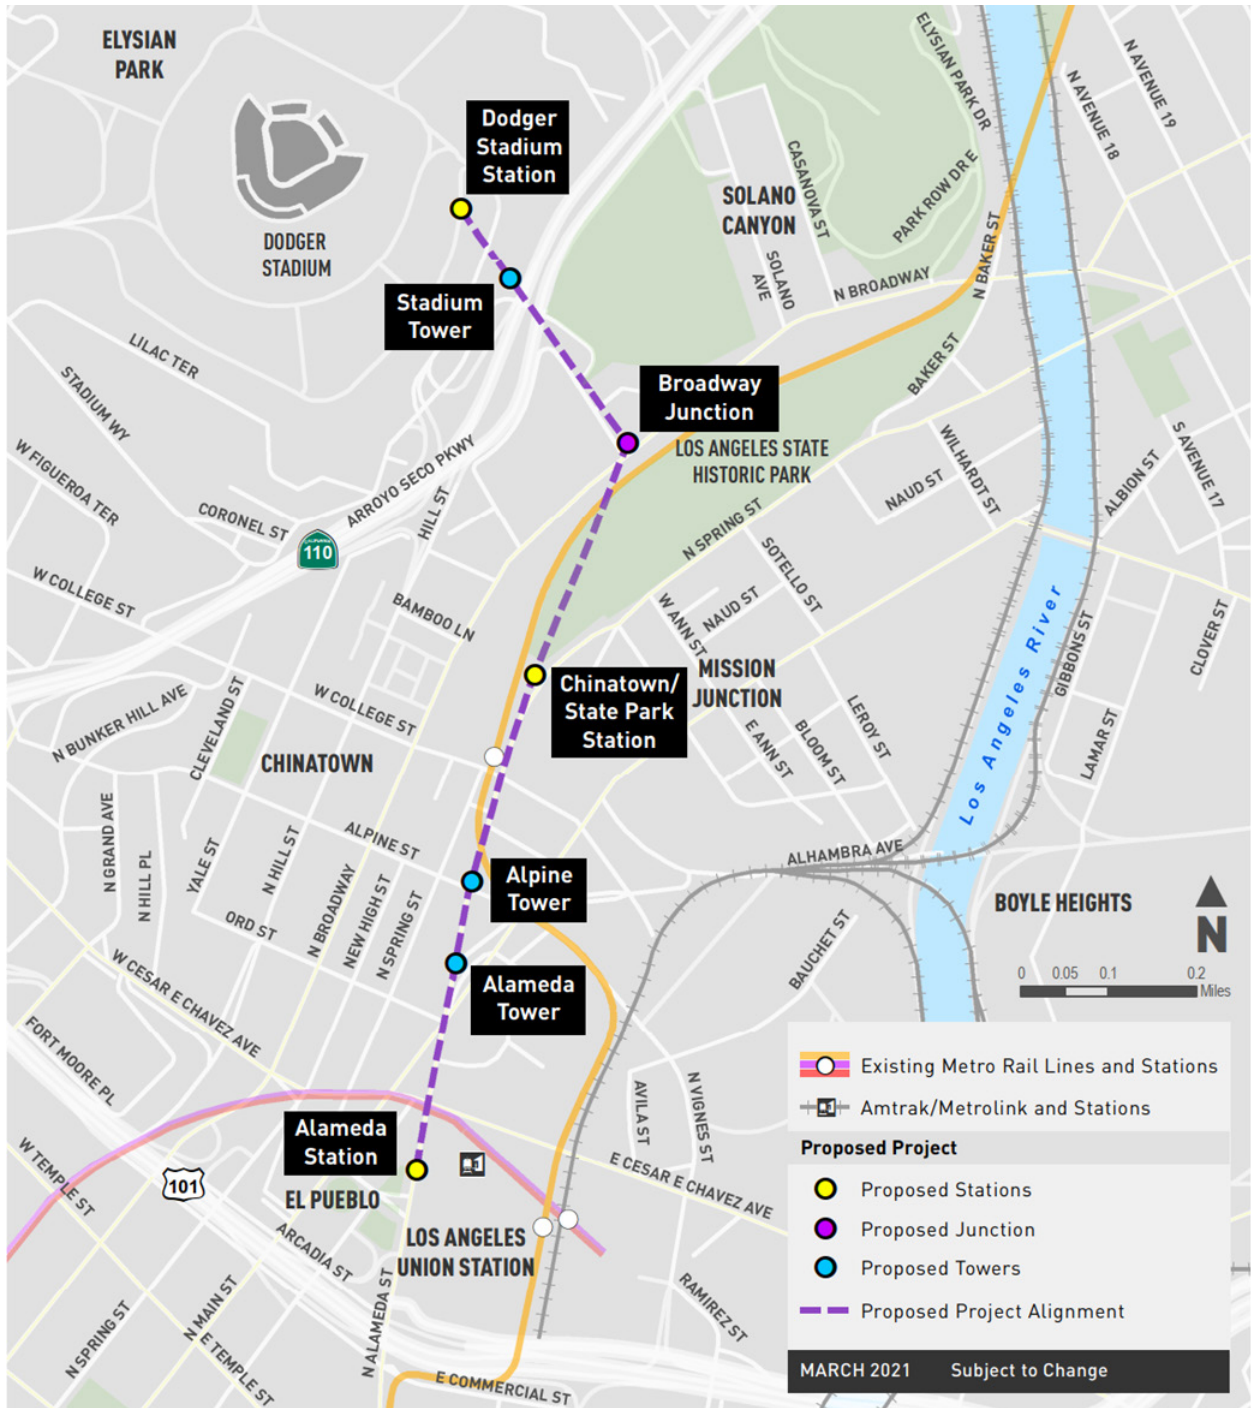 ELYSIAN
PARK
Dodger
Stadium
Station
DODGER
STADIUM
Stadium
Tower
SOLANO
CANYON
CASANOVA ST
SOLANO
AVE
ELYSIAN PARK DR
PARK ROW DR E
N AVENUE 19
N AVENUE 18
N BROADWAY
N BAKER ST
BAKER ST
LILAC TER
STADIUM WY
W FIGUEROA TER
CORONEL ST
ARROYO SECO PKWY
HILL ST
CALIFORNIA
110
Broadway
Junction
LOS ANGELES STATE
HISTORIC PARK
WILHARDT ST
NAUD ST
ALBION ST
S AVENUE 17
N SPRING ST
SOTELLO ST
NAUD ST
W ANN ST
W COLLEGE ST
BAMBOO LN
MISSION
JUNCTION
Chinatown/
State Park
Station
Los Angeles River
GIBBONS ST
CLOVER ST
LAMAR ST
N BUNKER HILL AVE
CLEVELAND ST
W COLLEGE ST
CHINATOWN
E ANN ST
BLOOM ST
LEROY ST
N GRAND AVE
N HILL PL
YALE ST
N HILL ST
ALPINE ST
ALHAMBRA AVE
Alpine
Tower
BOYLE HEIGHTS
N
ORD ST
N BROADWAY
NEW HIGH ST
N SPRING ST
BAUCHET ST
Alameda
Tower
0 0.05 0.1 0.2
Miles
W CESAR E CHAVEZ AVE
FORT MOORE PL
Alameda
Station
AVILA ST
N VIGNES ST
E CESAR E CHAVEZ AVE
W TEMPLE ST
101
EL PUEBLO
LOS ANGELES
UNION STATION
ARCADIA ST
N SPRING ST
N MAIN ST
E TEMPLE ST
N ALAMEDA ST
RAMIREZ ST
E COMMERCIAL ST
Existing Metro Rail Lines and Stations
Amtrak/Metrolink and Stations
Proposed Project
Proposed Stations
Proposed Junction
Proposed Towers
Proposed Project Alignment
MARCH 2021 Subject to Change